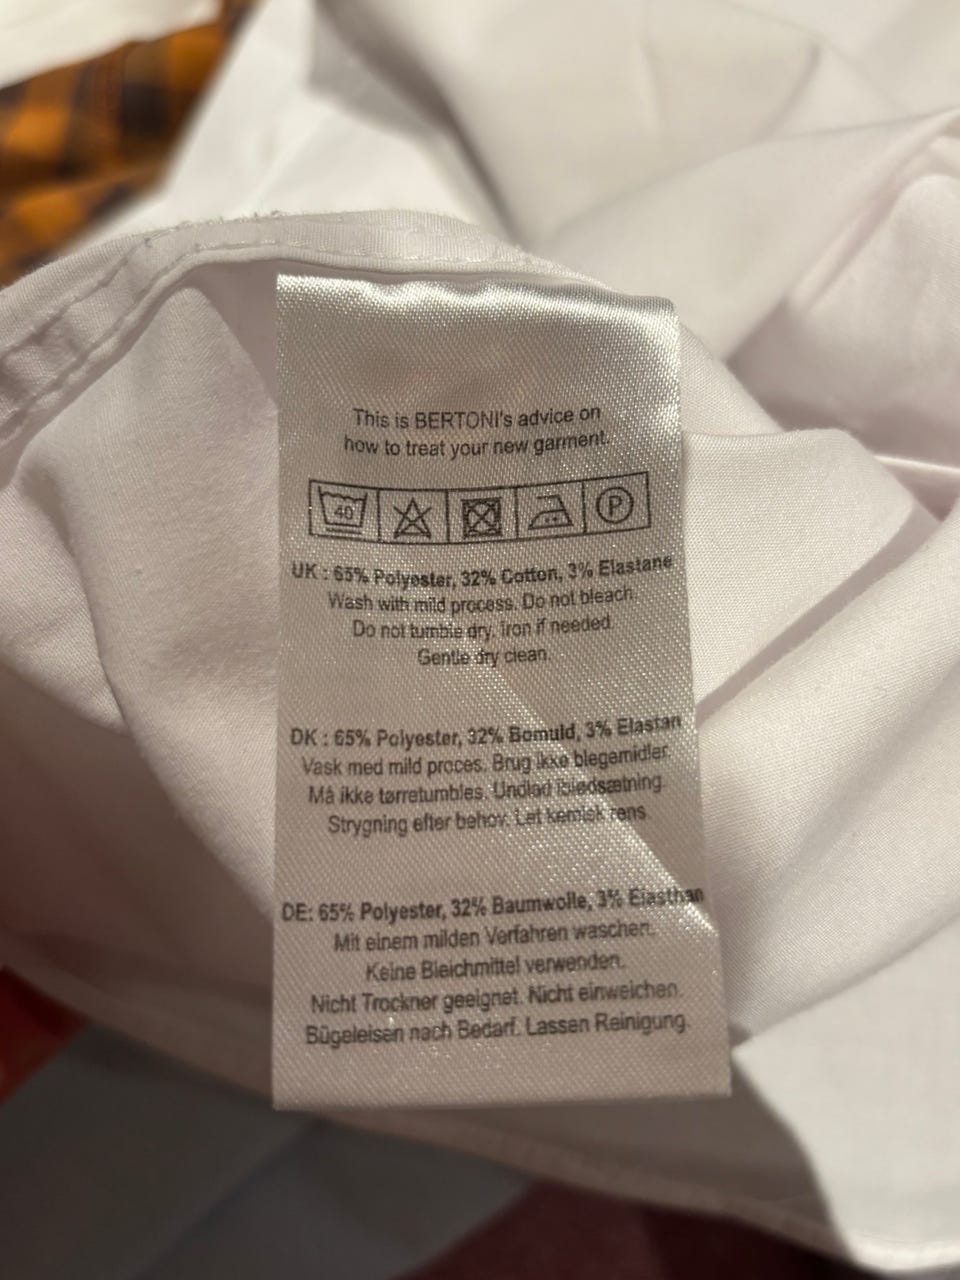 This is BERTONI's advice on
how to treat your new garment.
40 P
UK : 65% Polyester, 32% Cotton, 3% Elastane
Wash with mild process. Do not bleach.
Do not tumble dry. Iron if needed.
Gentle dry clean.
DK : 65% Polyester, 32% Bomuld, 3% Elastan
Vask med mild proces. Brug ikke blegemidler.
Må ikke tørretumbles. Undlad iblødsætning.
Strygning efter behov. Let kemisk rens.
DE: 65% Polyester, 32% Baumwolle, 3% Elasthan
Mit einem milden Verfahren waschen.
Keine Bleichmittel verwenden.
Nicht Trockner geeignet. Nicht einweichen.
Bügeleisen nach Bedarf. Lassen Reinigung.